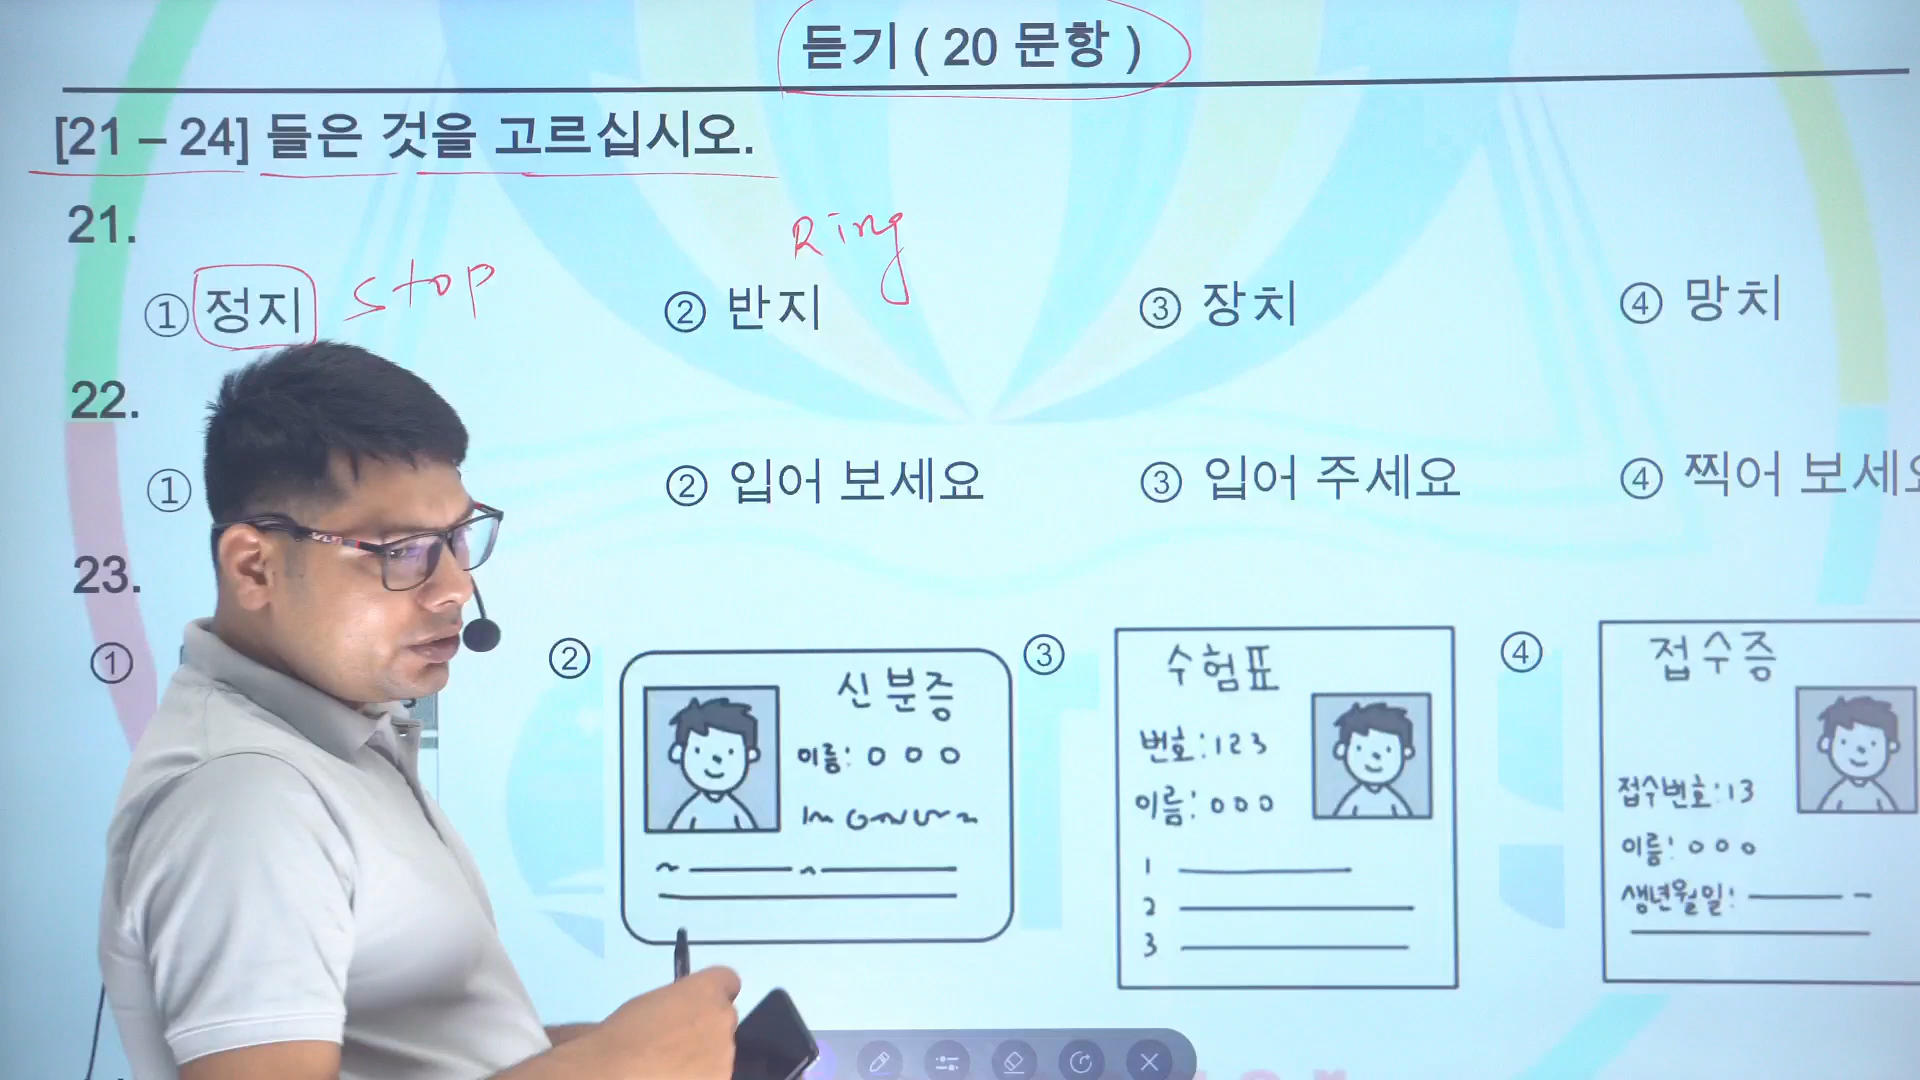 듣기 ( 20 문항 )
[21 – 24] 들은 것을 고르십시오.
21.
Ring
① 정지 stop ② 반지 ③ 장치 ④ 망치
22.
① ② 입어 보세요 ③ 입어 주세요 ④ 찍어 보세요
23.
① ② ③ ④
신분증
이름: ○ ○ ○
수험표
번호: 123
이름: ○○○
1
2
3
접수증
접수번호: 13
이름: ○ ○ ○
생년월일: